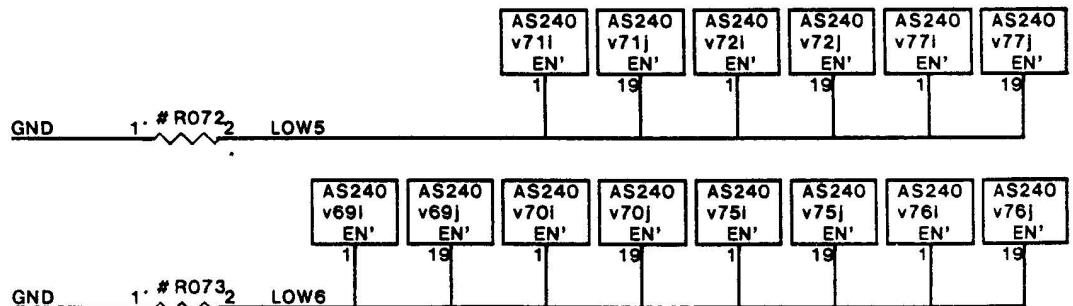 AS240 AS240 AS240 AS240 AS240 AS240
v71i v71j v72i v72j v77i v77j
EN' EN' EN' EN' EN' EN'
1 19 1 19 1 19
GND 1 #R072 2 LOW5
AS240 AS240 AS240 AS240 AS240 AS240 AS240 AS240
v69i v69j v70i v70j v75i v75j v76i v76j
EN' EN' EN' EN' EN' EN' EN' EN'
1 19 1 19 1 19 1 19
GND 1 #R073 2 LOW6